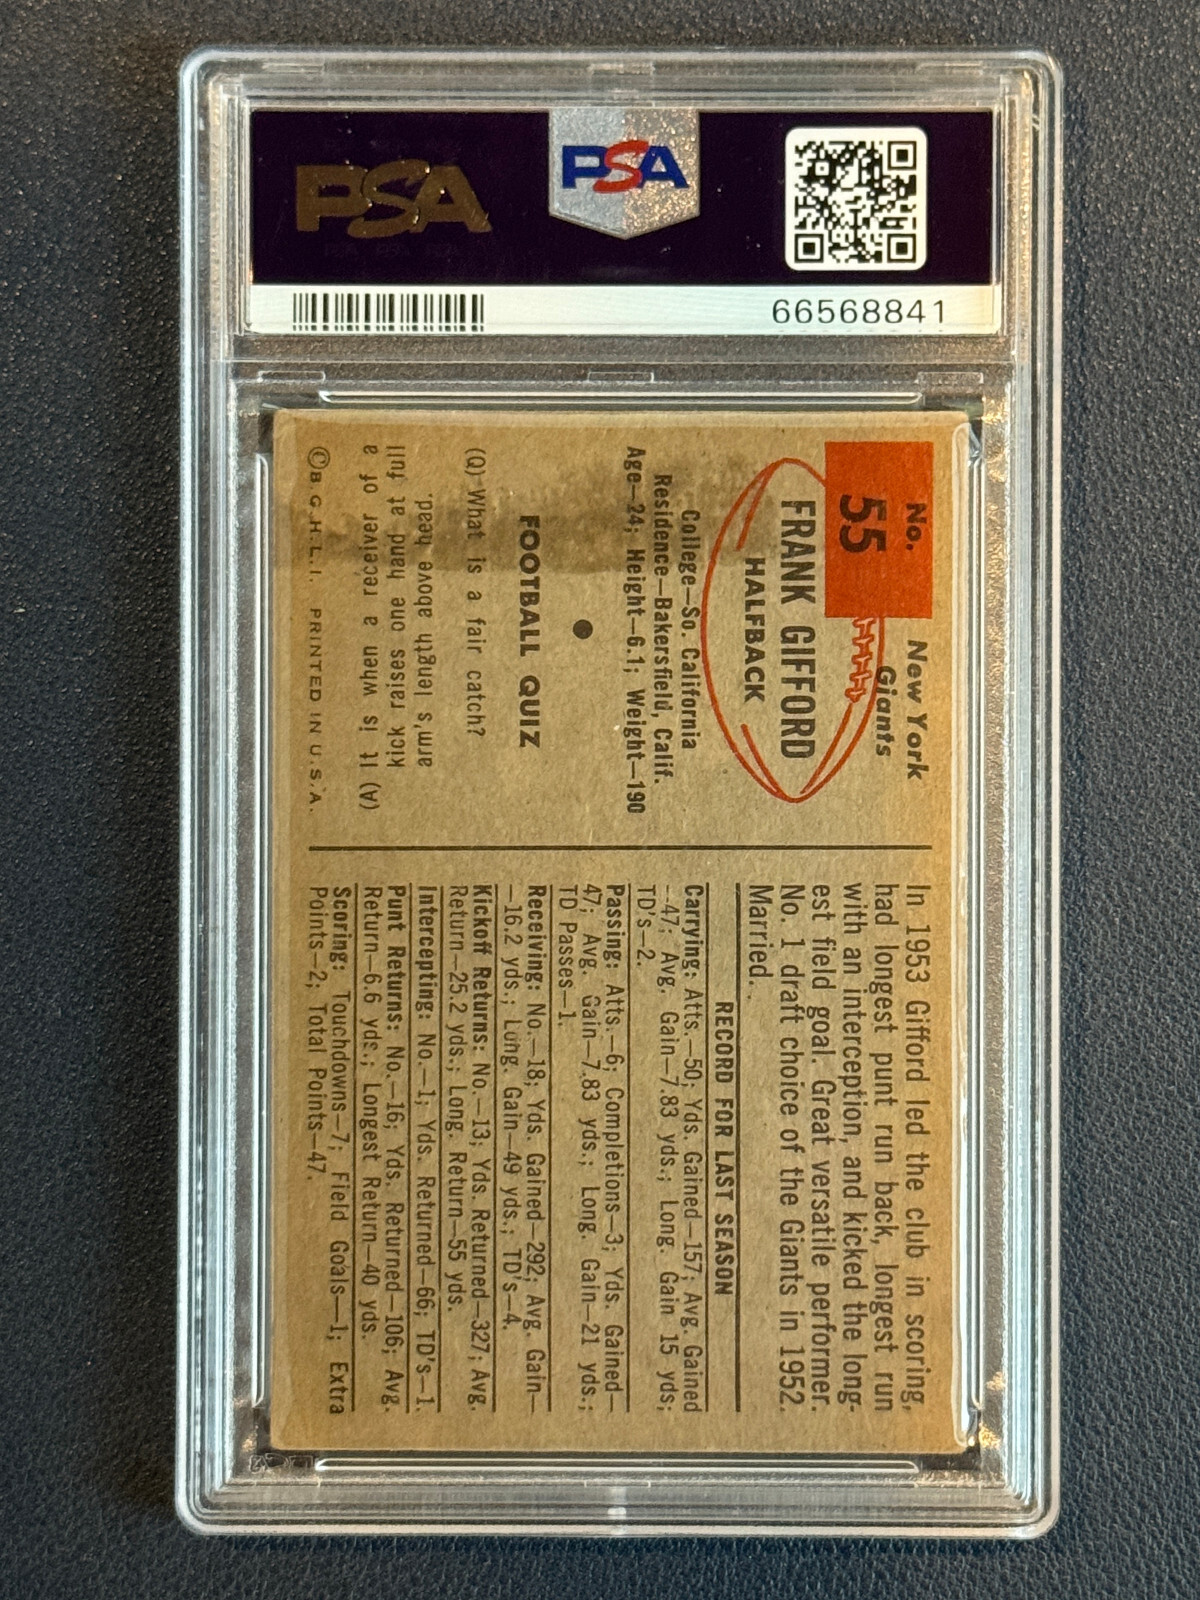 PSA
PSA
66568841
No.
55
New York
Giants
FRANK GIFFORD
HALFBACK
College—So. California
Residence—Bakersfield, Calif.
Age—24; Height—6.1; Weight—190
FOOTBALL QUIZ
(Q) What is a fair catch?
(A) It is when a receiver of a
kick raises one hand at full
arm's length above head.
©B.G.H.L.I. PRINTED IN U.S.A.
In 1953 Gifford led the club in scoring,
had longest punt run back, longest run
with an interception, and kicked the long-
est field goal. Great versatile performer.
No. 1 draft choice of the Giants in 1952.
Married.
RECORD FOR LAST SEASON
Carrying: Atts.—50; Yds. Gained—157; Avg. Gained
—47; Avg. Gain—7.83 yds.; Long. Gain 15 yds;
TD's—2.
Passing: Atts.—6; Completions—3; Yds. Gained—
47; Avg. Gain—7.83 yds.; Long. Gain—21 yds.;
TD Passes—1.
Receiving: No.—18; Yds. Gained—292; Avg. Gain—
—16.2 yds.; Long. Gain—49 yds.; TD's—4.
Kickoff Returns: No.—13; Yds. Returned—327; Avg.
Return—25.2 yds.; Long. Return—55 yds.
Intercepting: No.—1; Yds. Returned—66; TD's—1.
Punt Returns: No.—16; Yds. Returned—106; Avg.
Return—6.6 yds.; Longest Return—40 yds.
Scoring: Touchdowns—7; Field Goals—1; Extra
Points—2; Total Points—47.